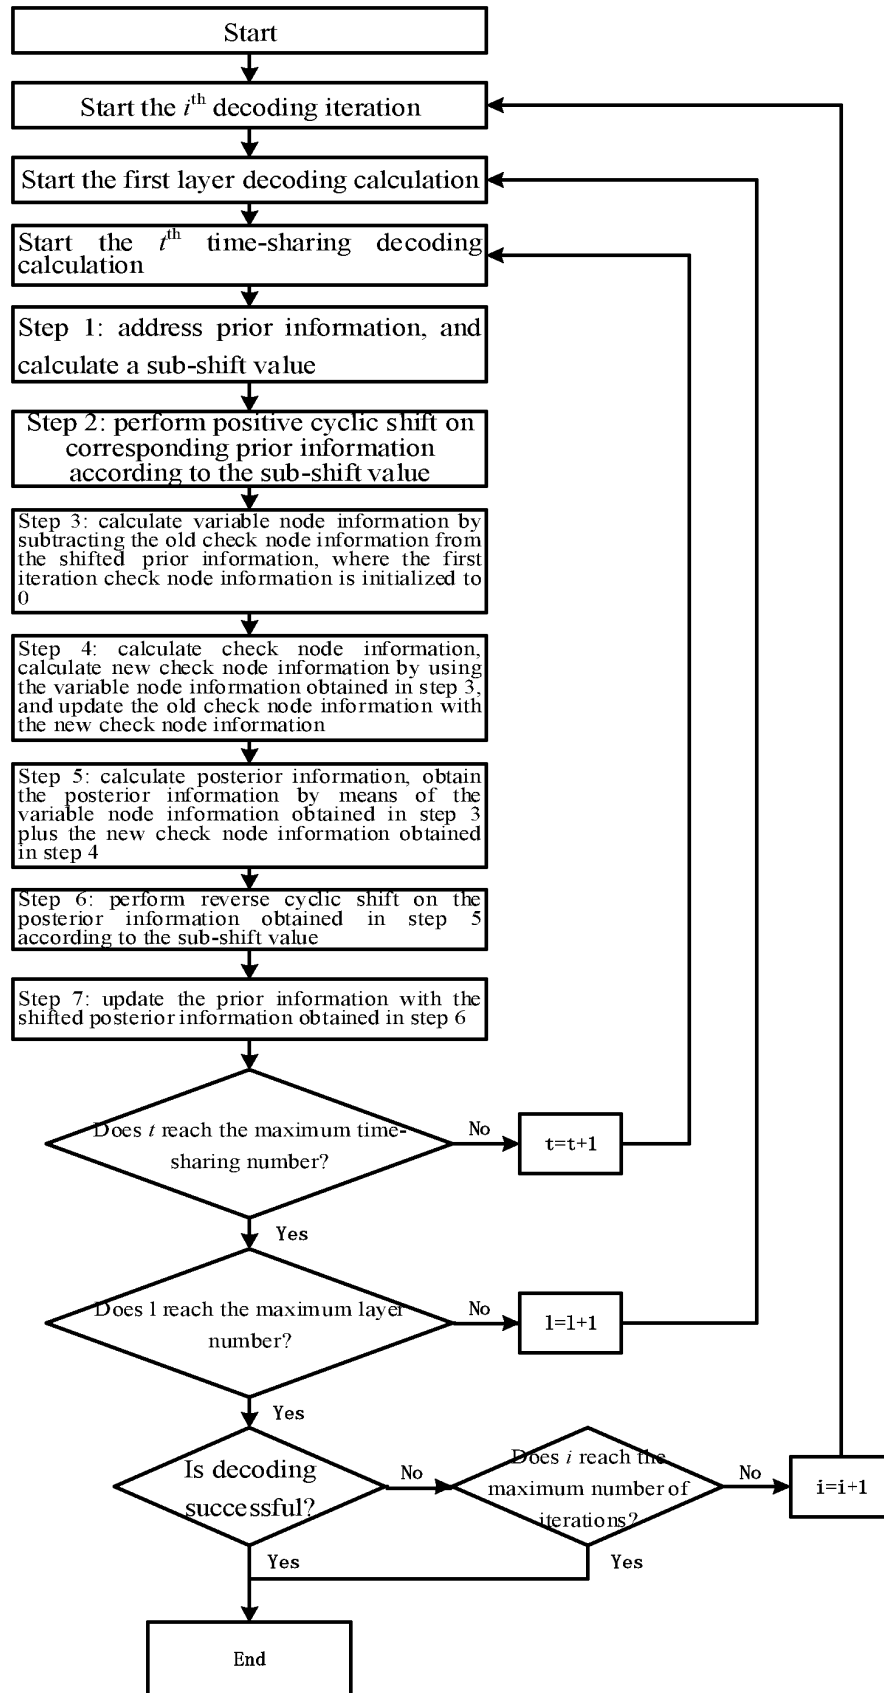 Start
Start the iᵗʰ decoding iteration
Start the first layer decoding calculation
Start the tᵗʰ time-sharing decoding
calculation
Step 1: address prior information, and
calculate a sub-shift value
Step 2: perform positive cyclic shift on
corresponding prior information
according to the sub-shift value
Step 3: calculate variable node information by
subtracting the old check node information from
the shifted prior information, where the first
iteration check node information is initialized to
0
Step 4: calculate check node information,
calculate new check node information by using
the variable node information obtained in step 3,
and update the old check node information with
the new check node information
Step 5: calculate posterior information, obtain
the posterior information by means of the
variable node information obtained in step 3
plus the new check node information obtained
in step 4
Step 6: perform reverse cyclic shift on the
posterior information obtained in step 5
according to the sub-shift value
Step 7: update the prior information with the
shifted posterior information obtained in step 6
Does t reach the maximum time-
sharing number?
No
t=t+1
Yes
Does l reach the maximum layer
number?
No
l=l+1
Yes
Is decoding
successful?
No
Does i reach the
maximum number of
iterations?
No
i=i+1
Yes
Yes
End